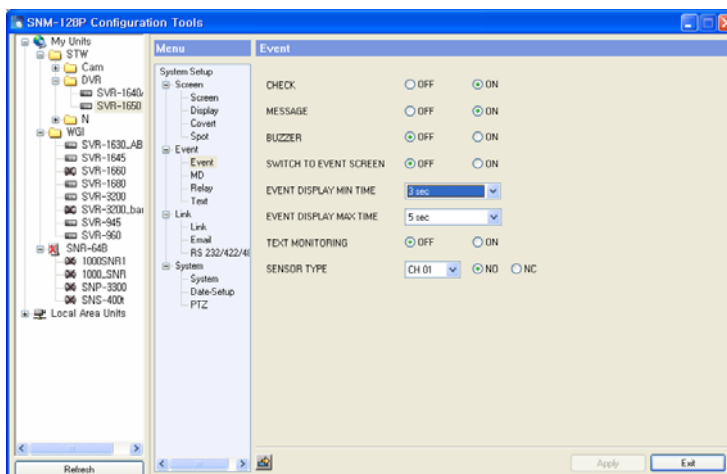 SNM-128P Configuration Tools
My Units
STW
Cam
DVR
SVR-1640
SVR-1650
N
WGI
SVR-1630_AB
SVR-1645
SVR-1660
SVR-1680
SVR-3200
SVR-3200_bar
SVR-945
SVR-960
SNR-64B
1000SNR1
1000_SNR
SNP-3300
SNS-400t
Local Area Units
Refresh
Menu
System Setup
Screen
Screen
Display
Covert
Spot
Event
Event
MD
Relay
Text
Link
Link
Email
RS 232/422/48
System
System
Date-Setup
PTZ
Event
CHECK OFF ON
MESSAGE OFF ON
BUZZER OFF ON
SWITCH TO EVENT SCREEN OFF ON
EVENT DISPLAY MIN TIME 3 sec
EVENT DISPLAY MAX TIME 5 sec
TEXT MONITORING OFF ON
SENSOR TYPE CH 01 NO NC
Apply Exit